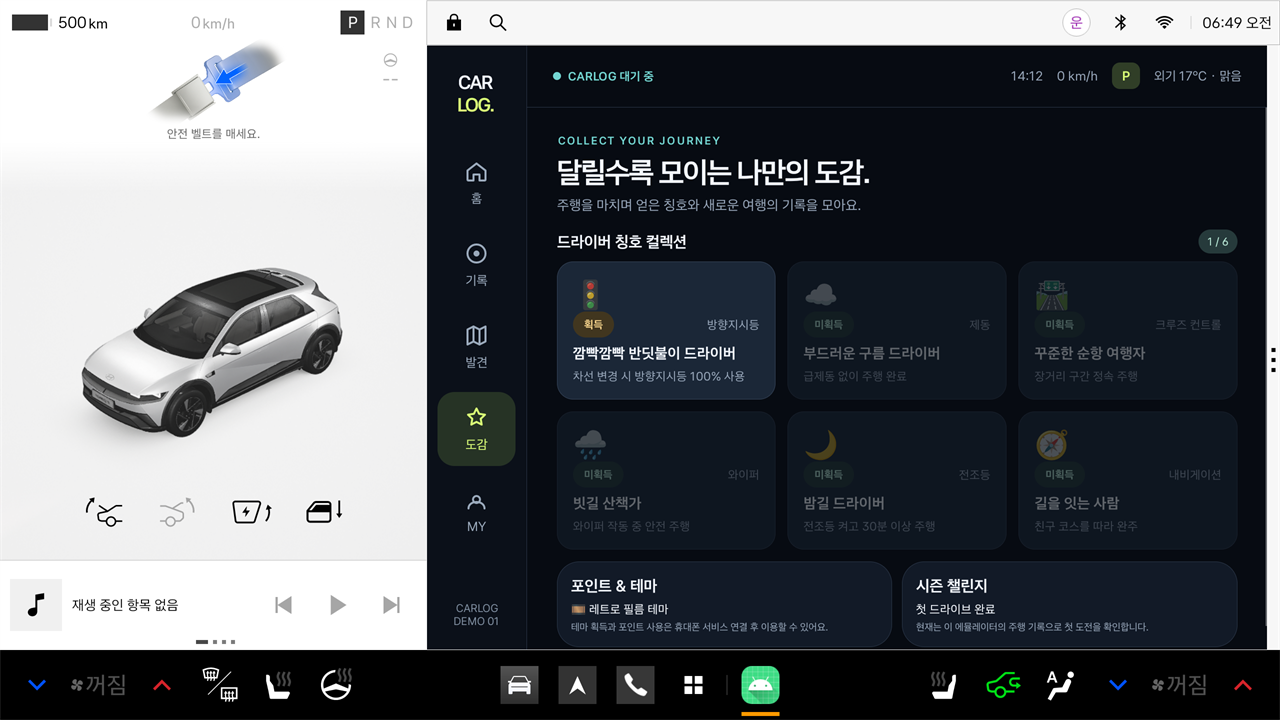 500 km
0 km/h
P R N D
안전 벨트를 매세요.
--
재생 중인 항목 없음
운
06:49 오전
CAR
LOG.
홈
기록
발견
도감
MY
CARLOG
DEMO 01
CARLOG 대기 중
14:12 0 km/h P 외기 17°C · 맑음
COLLECT YOUR JOURNEY
달릴수록 모이는 나만의 도감.
주행을 마치며 얻은 칭호와 새로운 여행의 기록을 모아요.
드라이버 칭호 컬렉션
1 / 6
획득 방향지시등
깜빡깜빡 반딧불이 드라이버
차선 변경 시 방향지시등 100% 사용
미획득 제동
부드러운 구름 드라이버
급제동 없이 주행 완료
미획득 크루즈 컨트롤
꾸준한 순항 여행자
장거리 구간 정속 주행
미획득 와이퍼
빗길 산책가
와이퍼 작동 중 안전 주행
미획득 전조등
밤길 드라이버
전조등 켜고 30분 이상 주행
미획득 내비게이션
길을 잇는 사람
친구 코스를 따라 완주
포인트 & 테마
레트로 필름 테마
테마 획득과 포인트 사용은 휴대폰 서비스 연결 후 이용할 수 있어요.
시즌 챌린지
첫 드라이브 완료
현재는 이 에뮬레이터의 주행 기록으로 첫 도전을 확인합니다.
꺼짐
A
꺼짐